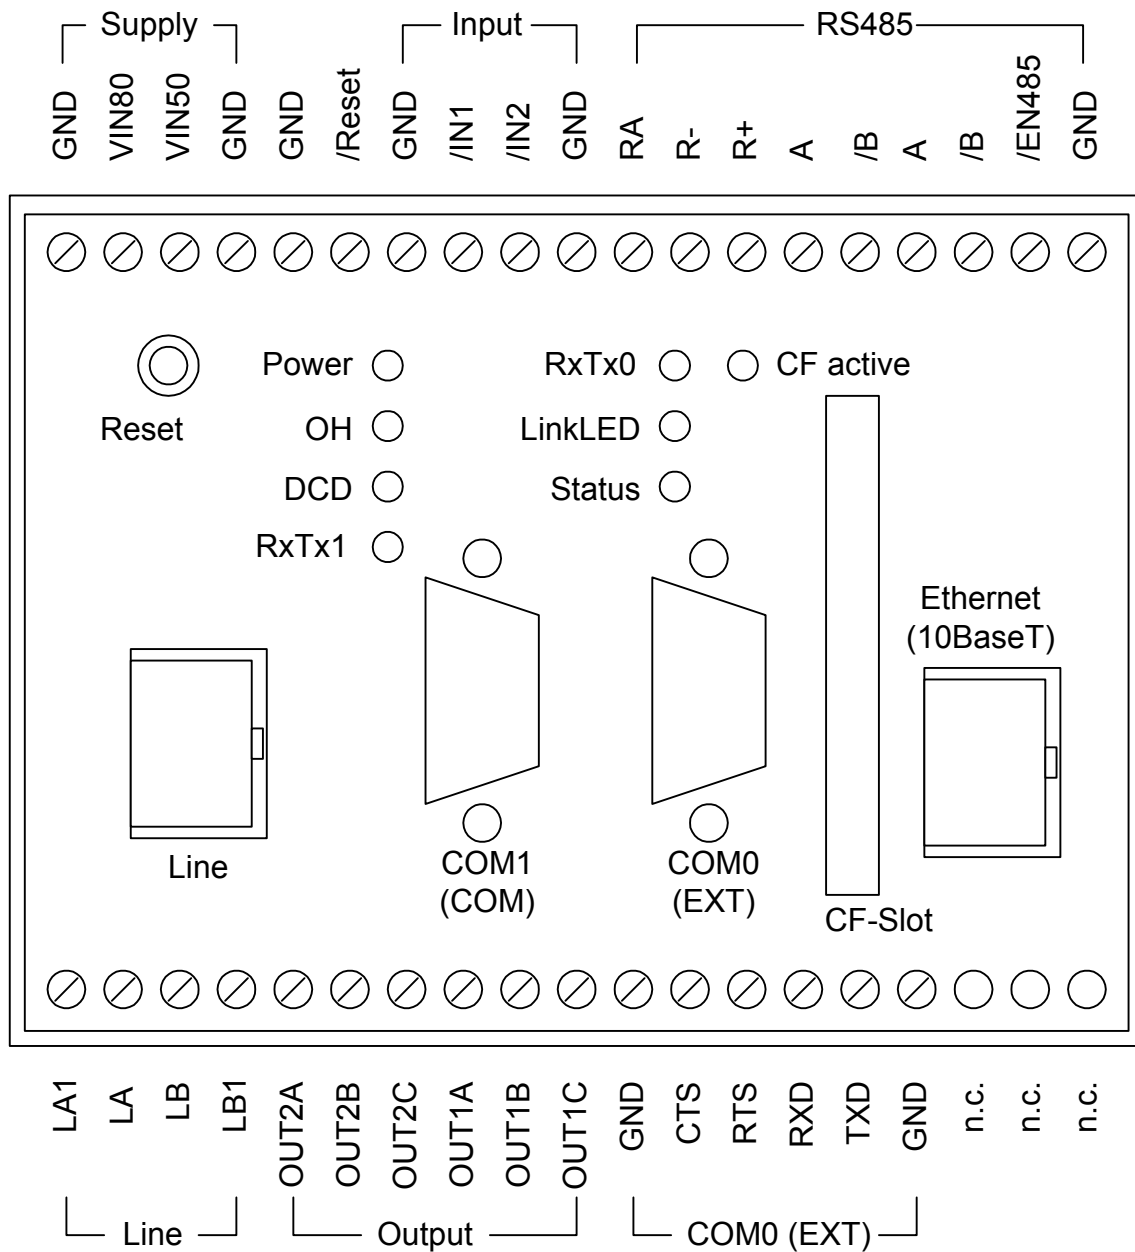 Supply Input RS485
GND VIN80 VIN50 GND GND /Reset GND /IN1 /IN2 GND RA R- R+ A /B A /B /EN485 GND
Power RxTx0 CF active
Reset OH LinkLED
DCD Status
RxTx1
Ethernet
(10BaseT)
Line COM1 COM0
(COM) (EXT)
CF-Slot
LA1 LA LB LB1 OUT2A OUT2B OUT2C OUT1A OUT1B OUT1C GND CTS RTS RXD TXD GND n.c. n.c. n.c.
Line Output COM0 (EXT)